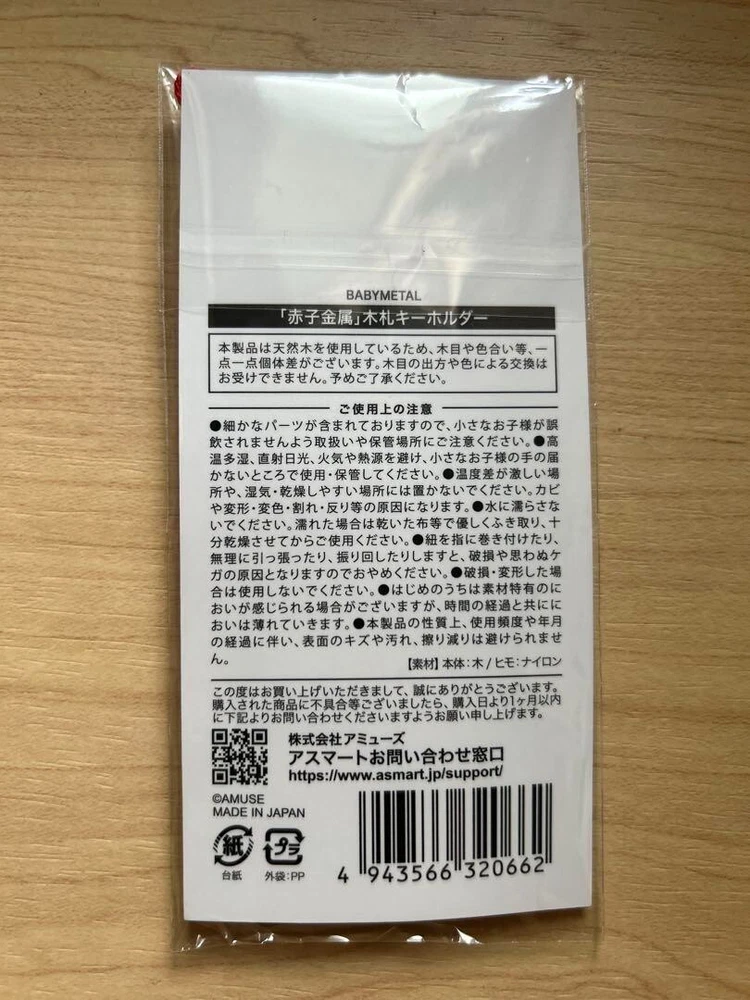 BABYMETAL
「赤子金属」木札キーホルダー
本製品は天然木を使用しているため、木目や色合い等、一
点一点個体差がございます。木目の出方や色による交換は
お受けできません。予めご了承ください。
ご使用上の注意
●細かなパーツが含まれておりますので、小さなお子様が誤
飲されませんよう取扱いや保管場所にご注意ください。●高
温多湿、直射日光、火気や熱源を避け、小さなお子様の手の届
かないところで使用・保管してください。●温度差が激しい場
所や、湿気・乾燥しやすい場所には置かないでください。カビ
や変形・変色・割れ・反り等の原因になります。●水に濡らさな
いでください。濡れた場合は乾いた布等で優しくふき取り、十
分乾燥させてからご使用ください。●紐を指に巻き付けたり、
無理に引っ張ったり、振り回したりしますと、破損や思わぬケ
ガの原因となりますのでおやめください。●破損・変形した場
合は使用しないでください。●はじめのうちは素材特有のに
おいが感じられる場合がございますが、時間の経過と共にに
おいは薄れていきます。●本製品の性質上、使用頻度や年月
の経過に伴い、表面のキズや汚れ、擦り減りは避けられませ
ん。
【素材】本体：木 / ヒモ：ナイロン
この度はお買い上げいただきまして、誠にありがとうございます。
購入された商品に不具合等ございましたら、購入日より1ヶ月以内
に下記よりお問い合わせくださいますようお願い申し上げます。
株式会社アミューズ
アスマートお問い合わせ窓口
https://www.asmart.jp/support/
©AMUSE
MADE IN JAPAN
紙
プラ
台紙
外袋：PP
4 943566 320662